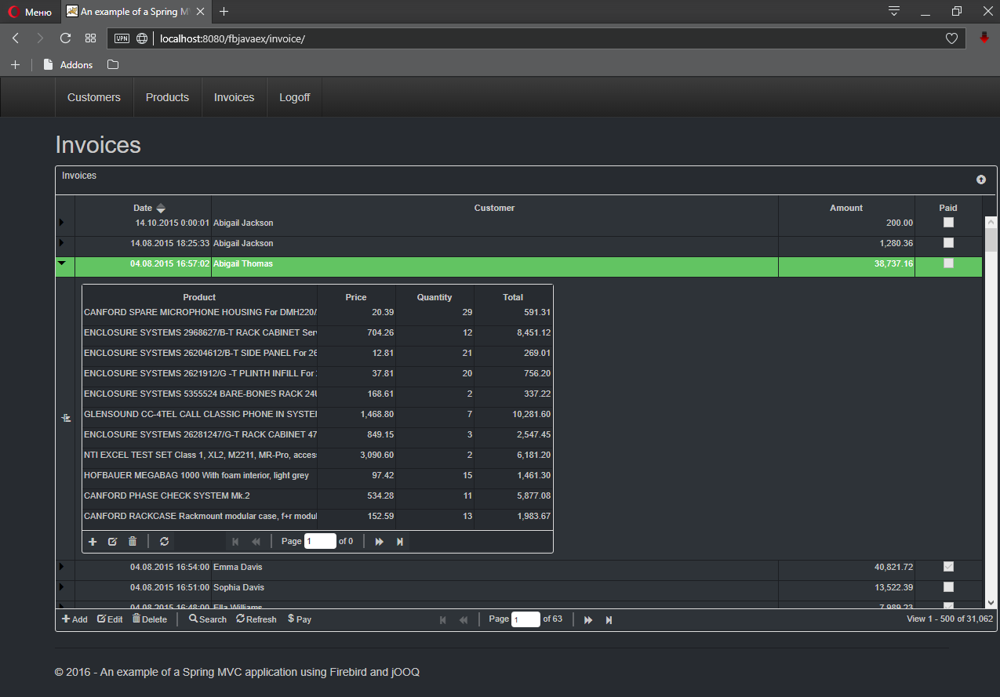 Меню An example of a Spring M
VPN localhost:8080/fbjavaex/invoice/
Addons
Customers Products Invoices Logoff
Invoices
Invoices
Date Customer Amount Paid
14.10.2015 0:00:01 Abigail Jackson 200.00
14.08.2015 18:25:33 Abigail Jackson 1,280.36
04.08.2015 16:57:02 Abigail Thomas 38,737.16
Product Price Quantity Total
CANFORD SPARE MICROPHONE HOUSING For DMH220/ 20.39 29 591.31
ENCLOSURE SYSTEMS 2968627/B-T RACK CABINET Serv 704.26 12 8,451.12
ENCLOSURE SYSTEMS 26204612/B-T SIDE PANEL For 26 12.81 21 269.01
ENCLOSURE SYSTEMS 2621912/G -T PLINTH INFILL For 37.81 20 756.20
ENCLOSURE SYSTEMS 5355524 BARE-BONES RACK 24U 168.61 2 337.22
GLENSOUND CC-4TEL CALL CLASSIC PHONE IN SYSTEM 1,468.80 7 10,281.60
ENCLOSURE SYSTEMS 26281247/G-T RACK CABINET 47 849.15 3 2,547.45
NTI EXCEL TEST SET Class 1, XL2, M2211, MR-Pro, acces 3,090.60 2 6,181.20
HOFBAUER MEGABAG 1000 With foam interior, light grey 97.42 15 1,461.30
CANFORD PHASE CHECK SYSTEM Mk.2 534.28 11 5,877.08
CANFORD RACKCASE Rackmount modular case, f+r modul 152.59 13 1,983.67
Page 1 of 0
04.08.2015 16:54:00 Emma Davis 40,821.72
04.08.2015 16:51:00 Sophia Davis 13,522.39
04.08.2015 16:48:00 Ella Williams 7,989.23
Add Edit Delete Search Refresh $ Pay Page 1 of 63 View 1 - 500 of 31,062
© 2016 - An example of a Spring MVC application using Firebird and jOOQ